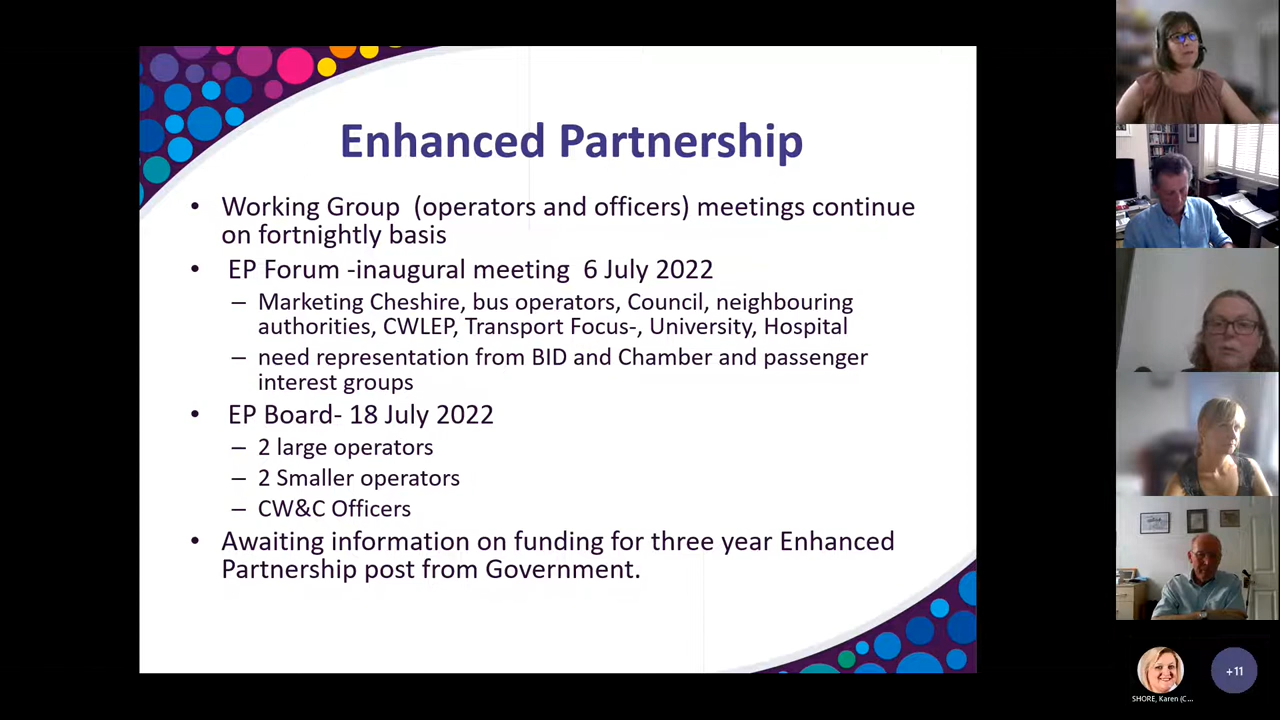 Enhanced Partnership
• Working Group (operators and officers) meetings continue
on fortnightly basis
• EP Forum -inaugural meeting 6 July 2022
– Marketing Cheshire, bus operators, Council, neighbouring
authorities, CWLEP, Transport Focus-, University, Hospital
– need representation from BID and Chamber and passenger
interest groups
• EP Board- 18 July 2022
– 2 large operators
– 2 Smaller operators
– CW&C Officers
• Awaiting information on funding for three year Enhanced
Partnership post from Government.
+11
SHORE, Karen (C...